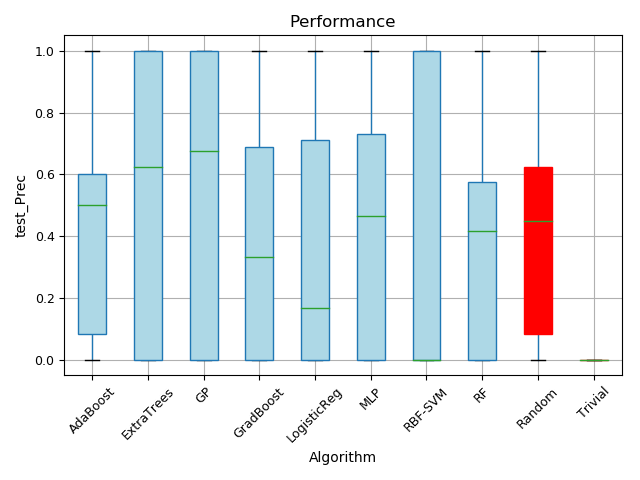 Performance
test_Prec
1.0
0.8
0.6
0.4
0.2
0.0
AdaBoost
ExtraTrees
GP
GradBoost
LogisticReg
MLP
RBF-SVM
RF
Random
Trivial
Algorithm